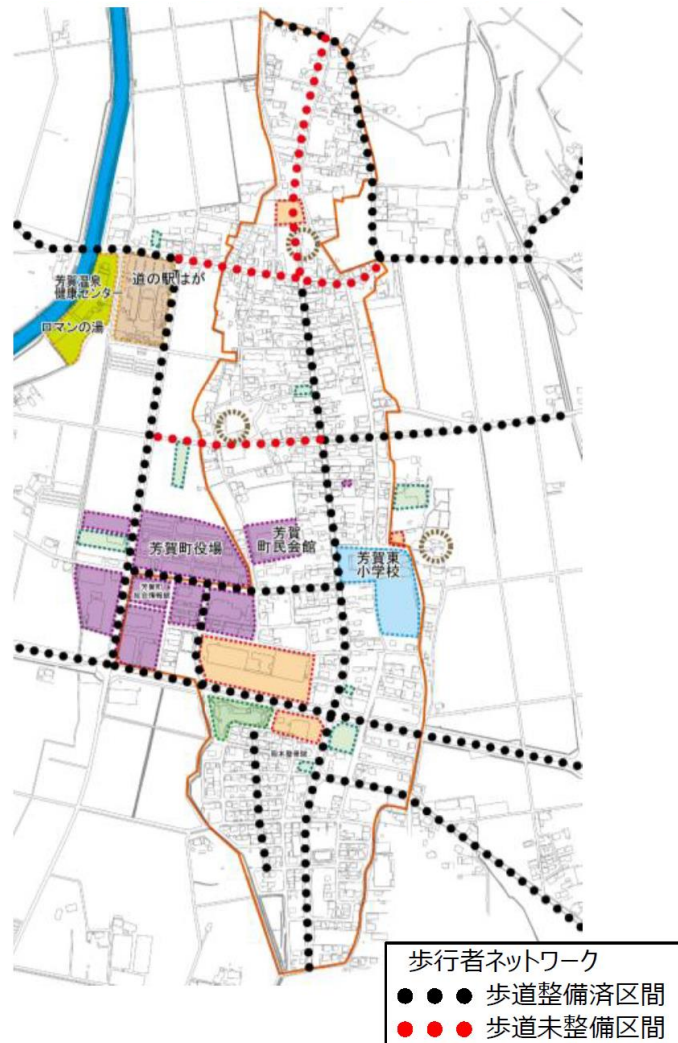 芳賀温泉
健康センター
道の駅はが
ロマンの湯
芳賀町役場
芳賀
町民会館
芳賀東
小学校
歩行者ネットワーク
歩道整備済区間
歩道未整備区間